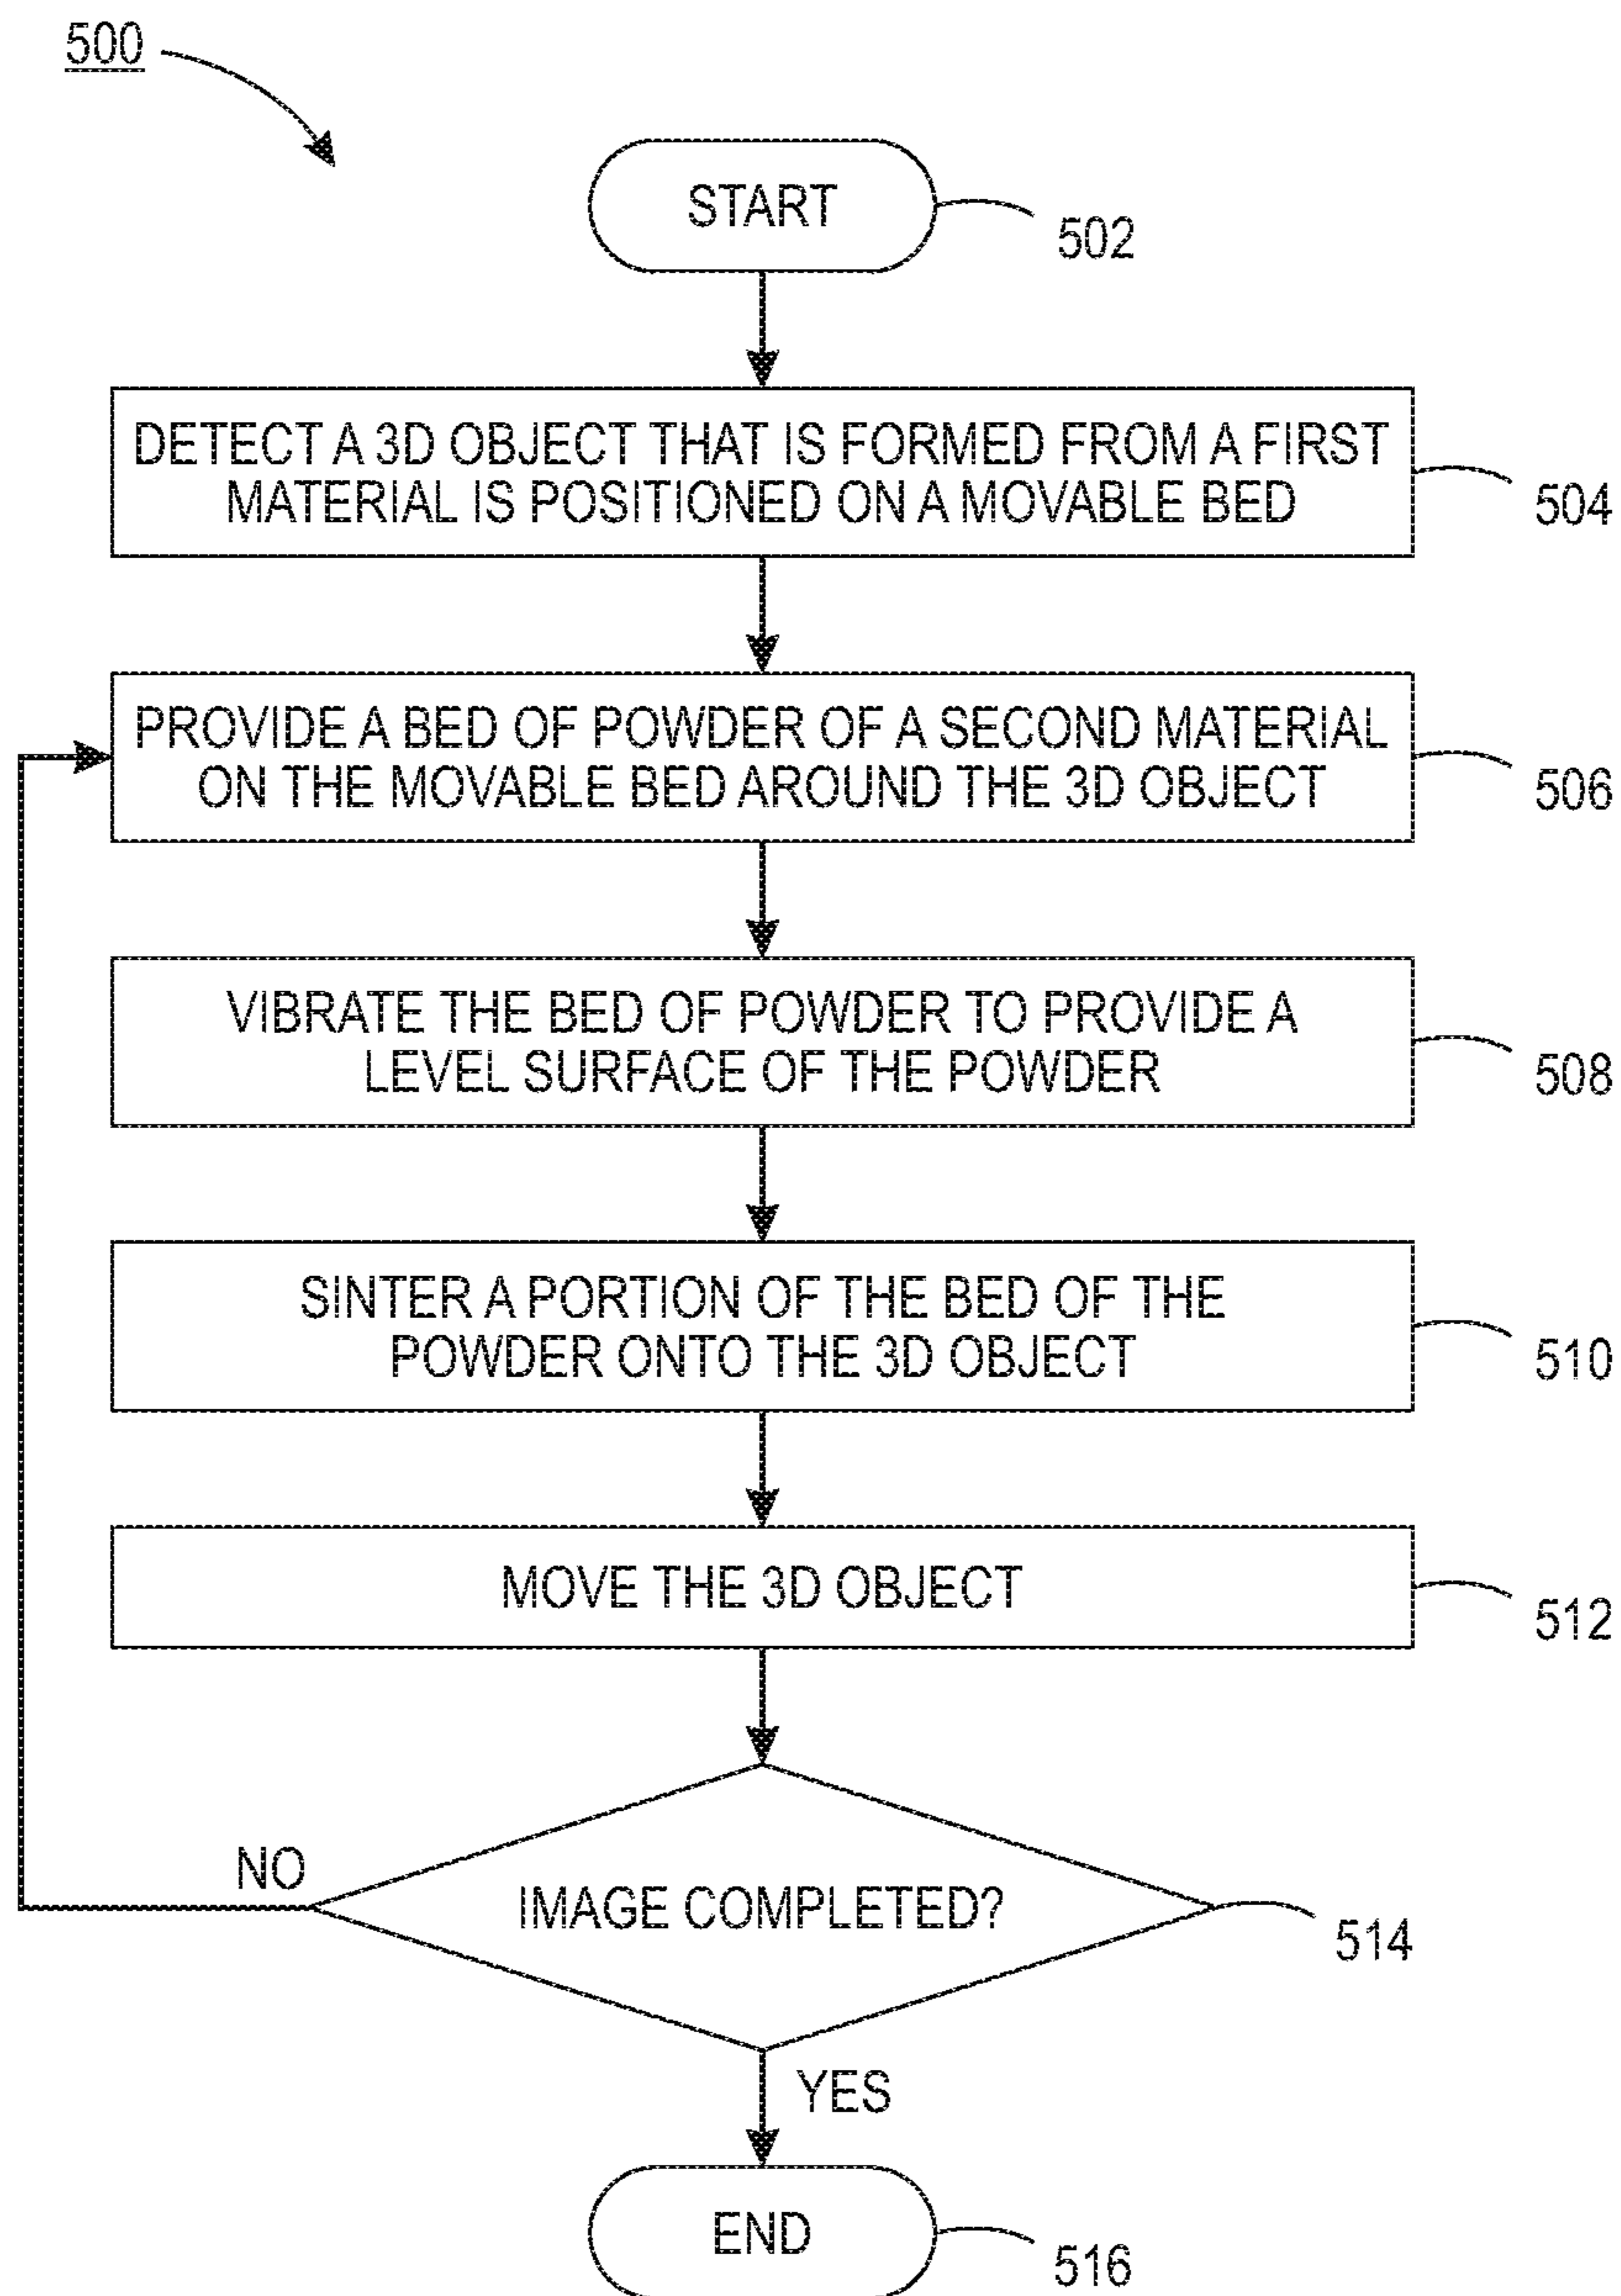 500
START
502
DETECT A 3D OBJECT THAT IS FORMED FROM A FIRST
MATERIAL IS POSITIONED ON A MOVABLE BED
504
PROVIDE A BED OF POWDER OF A SECOND MATERIAL
ON THE MOVABLE BED AROUND THE 3D OBJECT
506
VIBRATE THE BED OF POWDER TO PROVIDE A
LEVEL SURFACE OF THE POWDER
508
SINTER A PORTION OF THE BED OF THE
POWDER ONTO THE 3D OBJECT
510
MOVE THE 3D OBJECT
512
NO
IMAGE COMPLETED?
514
YES
END
516